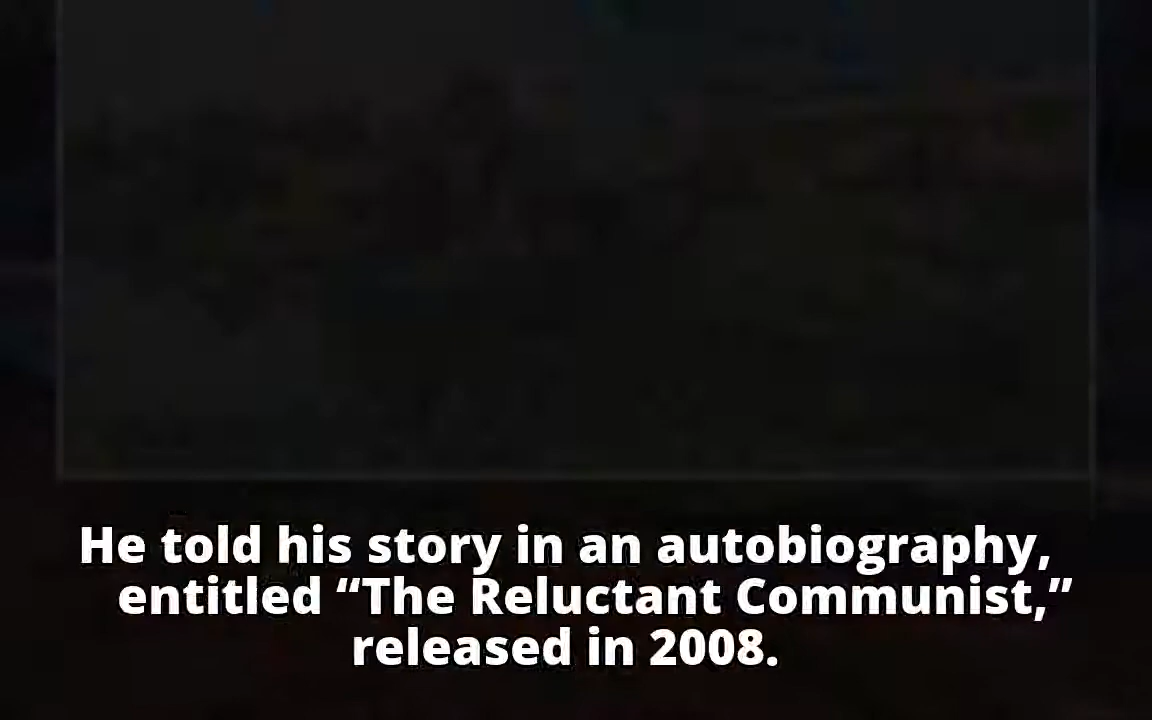 He told his story in an autobiography,
entitled “The Reluctant Communist,”
released in 2008.